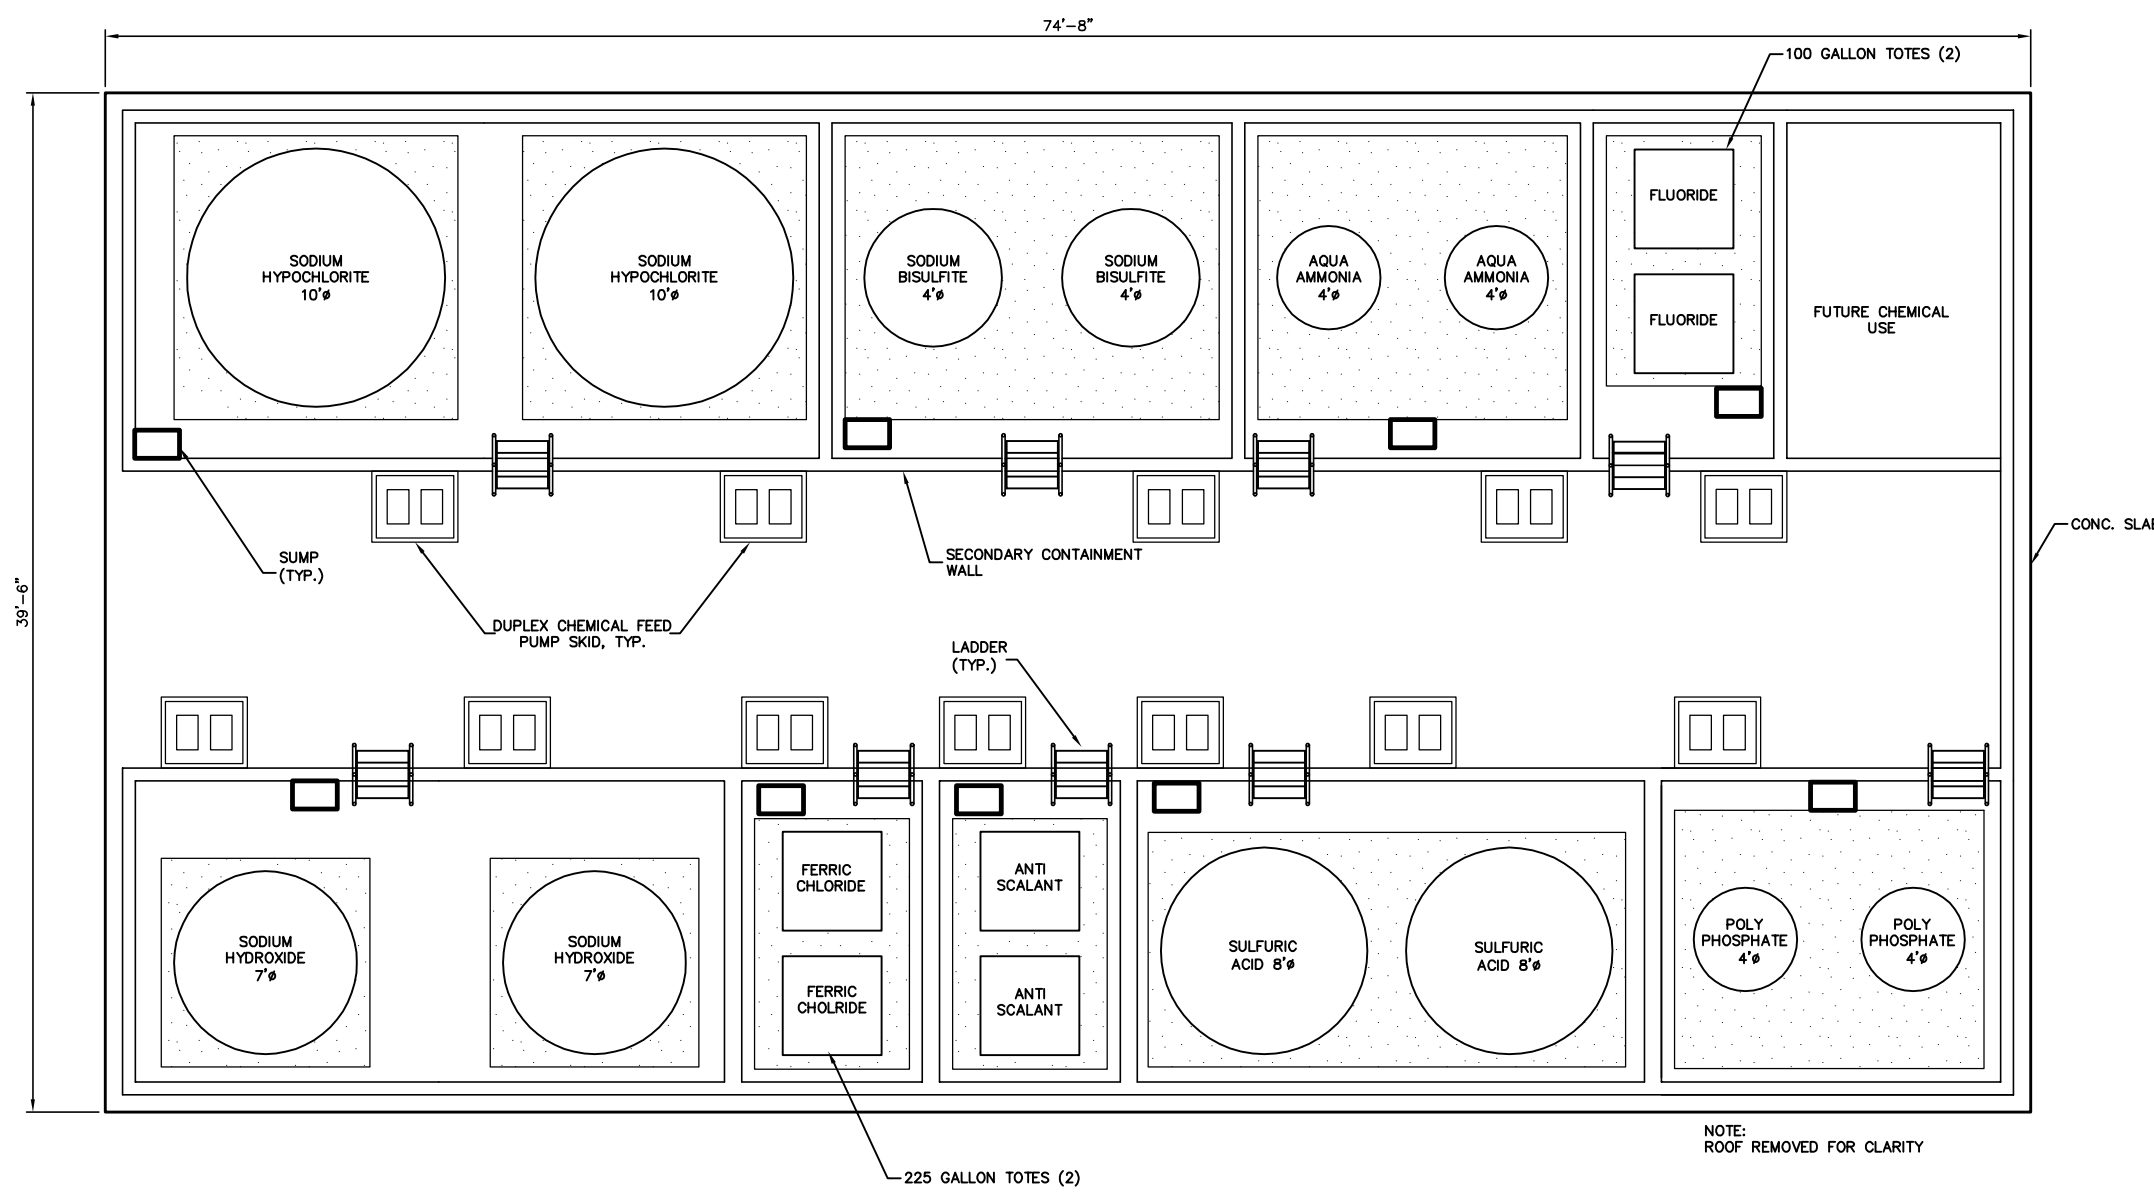 74'-8"
100 GALLON TOTES (2)
SODIUM
HYPOCHLORITE
10'ø
SODIUM
HYPOCHLORITE
10'ø
SODIUM
BISULFITE
4'ø
SODIUM
BISULFITE
4'ø
AQUA
AMMONIA
4'ø
AQUA
AMMONIA
4'ø
FLUORIDE
FLUORIDE
FUTURE CHEMICAL
USE
CONC. SLAB
SUMP
(TYP.)
SECONDARY CONTAINMENT
WALL
39'-6"
DUPLEX CHEMICAL FEED
PUMP SKID, TYP.
LADDER
(TYP.)
SODIUM
HYDROXIDE
7'ø
SODIUM
HYDROXIDE
7'ø
FERRIC
CHLORIDE
FERRIC
CHOLRIDE
ANTI
SCALANT
ANTI
SCALANT
SULFURIC
ACID 8'ø
SULFURIC
ACID 8'ø
POLY
PHOSPHATE
4'ø
POLY
PHOSPHATE
4'ø
NOTE:
ROOF REMOVED FOR CLARITY
225 GALLON TOTES (2)